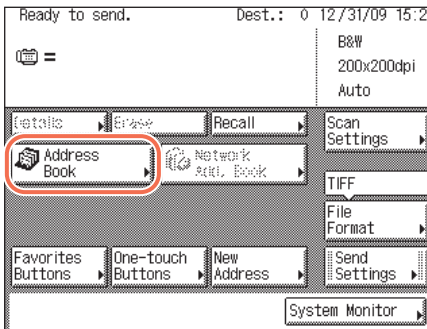 Ready to send.
Dest.: 0 12/31/09 15:2
=
B&W
200x200dpi
Auto
Details
Erase
Recall
Scan
Settings
Address
Book
Network
Add. Book
TIFF
File
Format
Favorites
Buttons
One-touch
Buttons
New
Address
Send
Settings
System Monitor